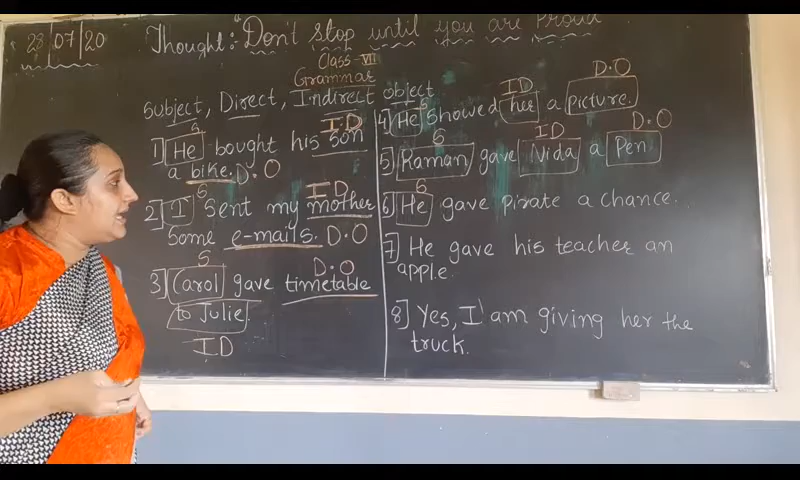 28/07/20
Thought:- "Don't stop until you are Proud
Class-VII
Grammar
Subject, Direct, Indirect object
S I.D
1] He bought his son
a bike. D.O
S I.D
2] I Sent my mother
Some e-mails. D.O
S D.O
3] Carol gave timetable
to Julie.
I.D
S ID D.O
4] He Showed her a picture.
S ID D.O
5] Raman gave Nida a Pen
S
6] He gave pirate a chance.
7] He gave his teacher an
apple.
8] Yes, I am giving her the
truck.